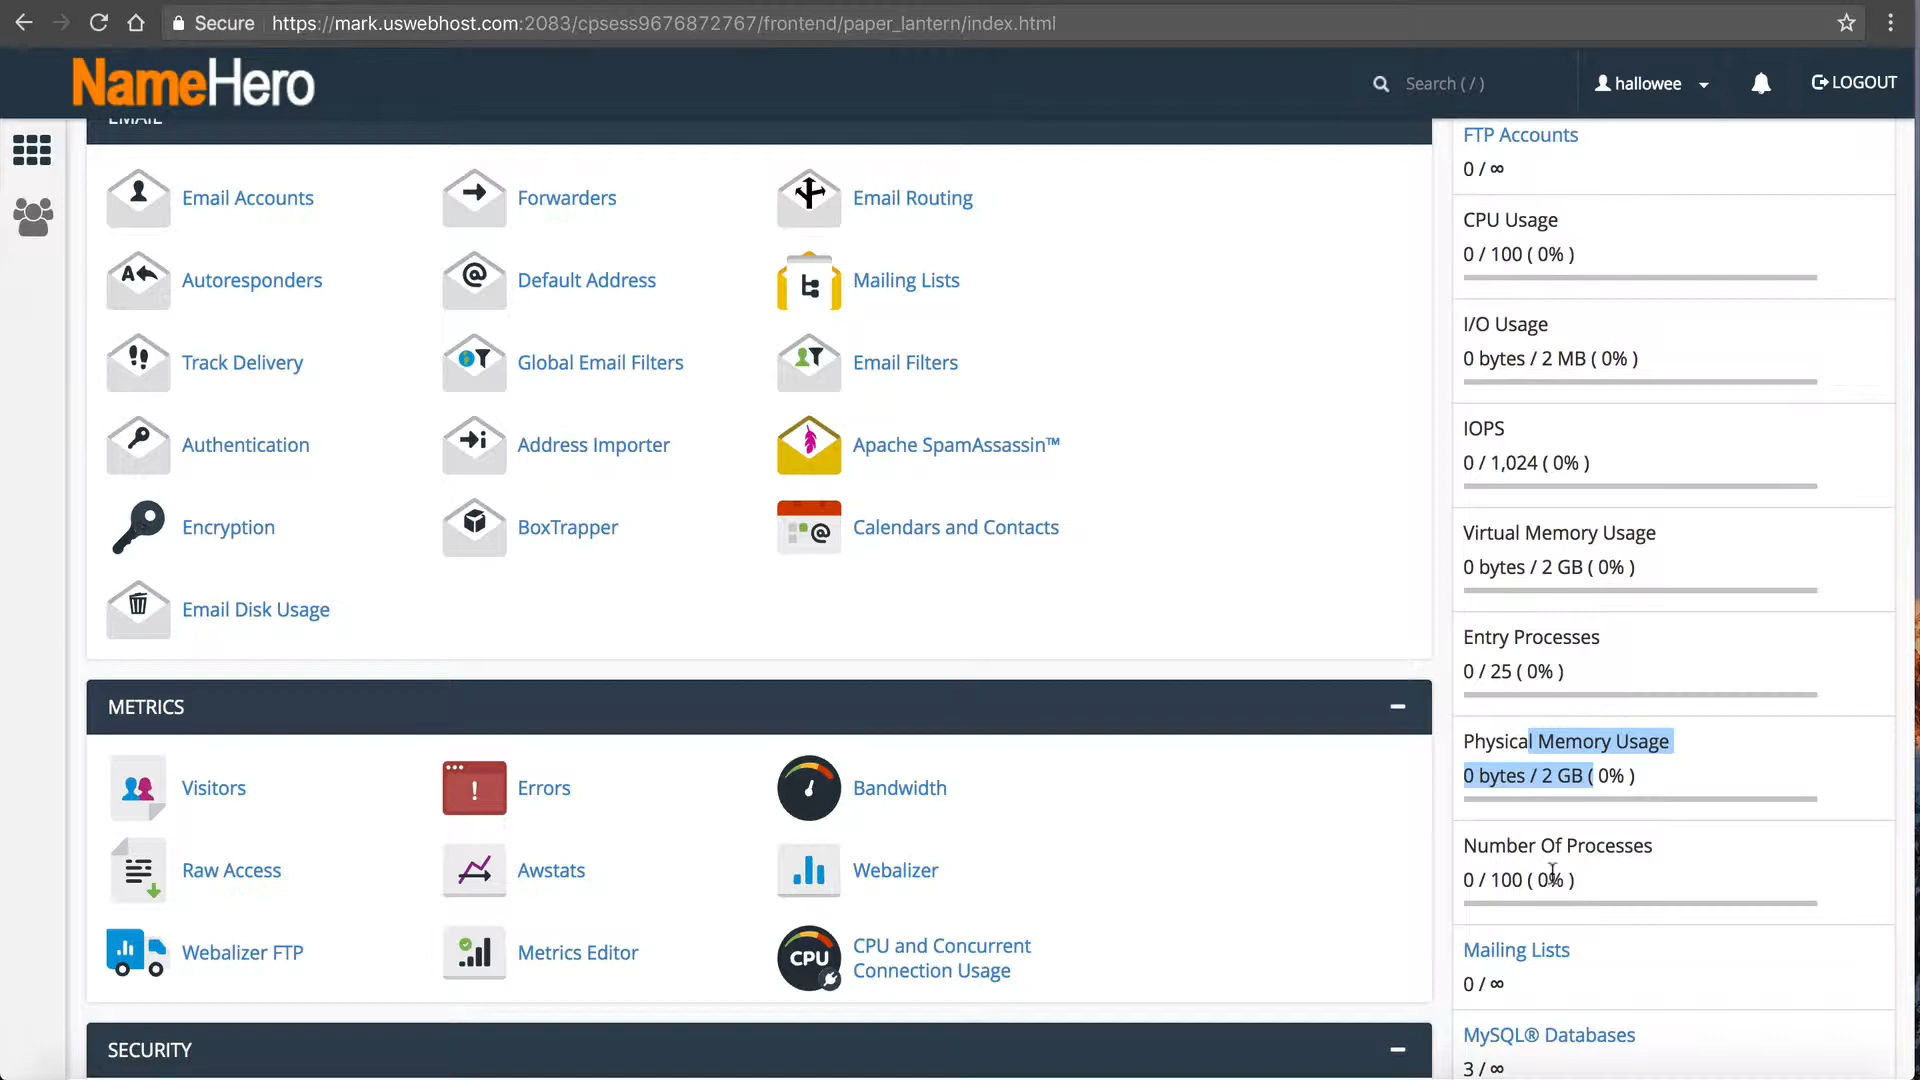 Secure https://mark.uswebhost.com:2083/cpsess9676872767/frontend/paper_lantern/index.html
NameHero
Search ( / )
hallowee
LOGOUT
EMAIL
Email Accounts
Forwarders
Email Routing
Autoresponders
Default Address
Mailing Lists
Track Delivery
Global Email Filters
Email Filters
Authentication
Address Importer
Apache SpamAssassin™
Encryption
BoxTrapper
Calendars and Contacts
Email Disk Usage
METRICS
Visitors
Errors
Bandwidth
Raw Access
Awstats
Webalizer
Webalizer FTP
Metrics Editor
CPU
CPU and Concurrent
Connection Usage
SECURITY
FTP Accounts
0 / ∞
CPU Usage
0 / 100 ( 0% )
I/O Usage
0 bytes / 2 MB ( 0% )
IOPS
0 / 1,024 ( 0% )
Virtual Memory Usage
0 bytes / 2 GB ( 0% )
Entry Processes
0 / 25 ( 0% )
Physical Memory Usage
0 bytes / 2 GB ( 0% )
Number Of Processes
0 / 100 ( 0% )
Mailing Lists
0 / ∞
MySQL® Databases
3 / ∞